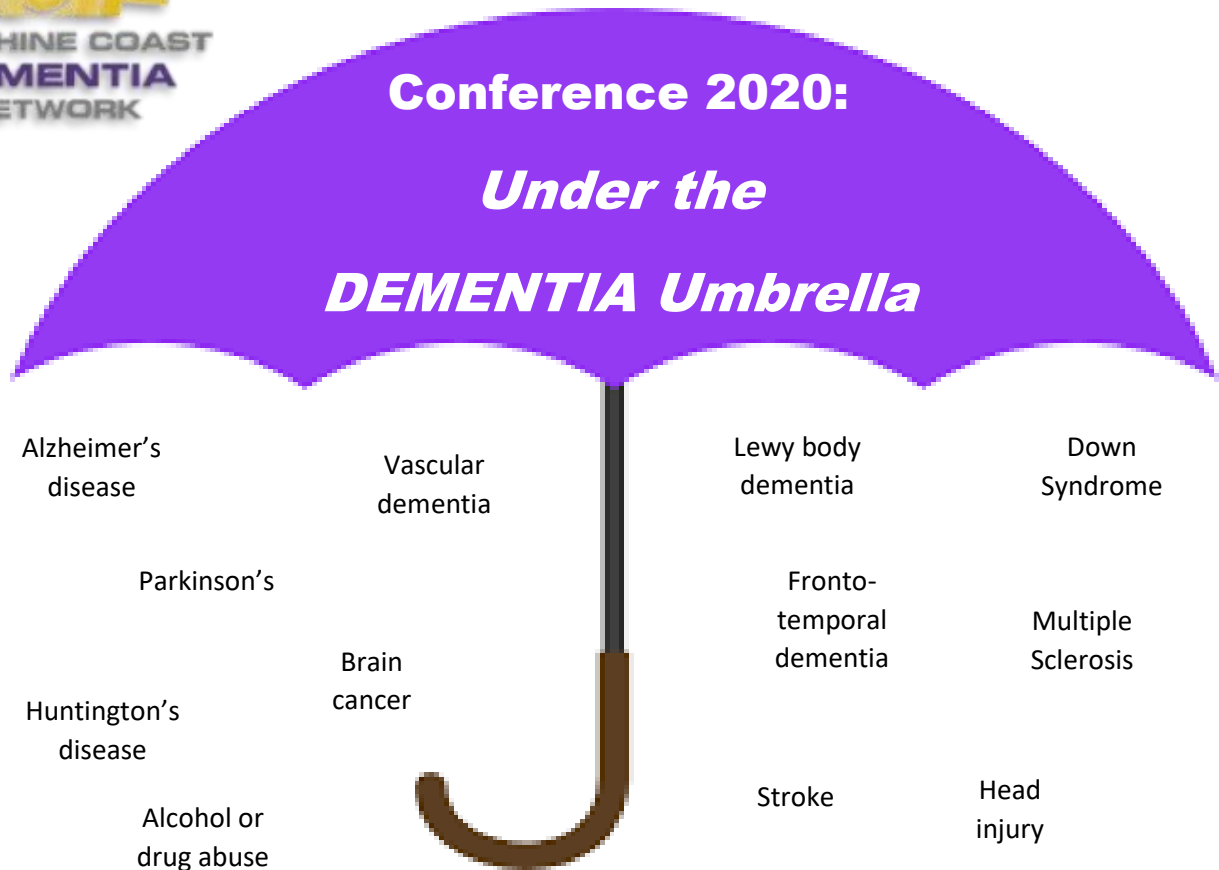 HINE COAST
MENTIA
ETWORK
Conference 2020:
Under the
DEMENTIA Umbrella
Alzheimer’s
disease
Vascular
dementia
Lewy body
dementia
Down
Syndrome
Parkinson’s
Fronto-
temporal
dementia
Multiple
Sclerosis
Brain
cancer
Huntington’s
disease
Stroke
Head
injury
Alcohol or
drug abuse